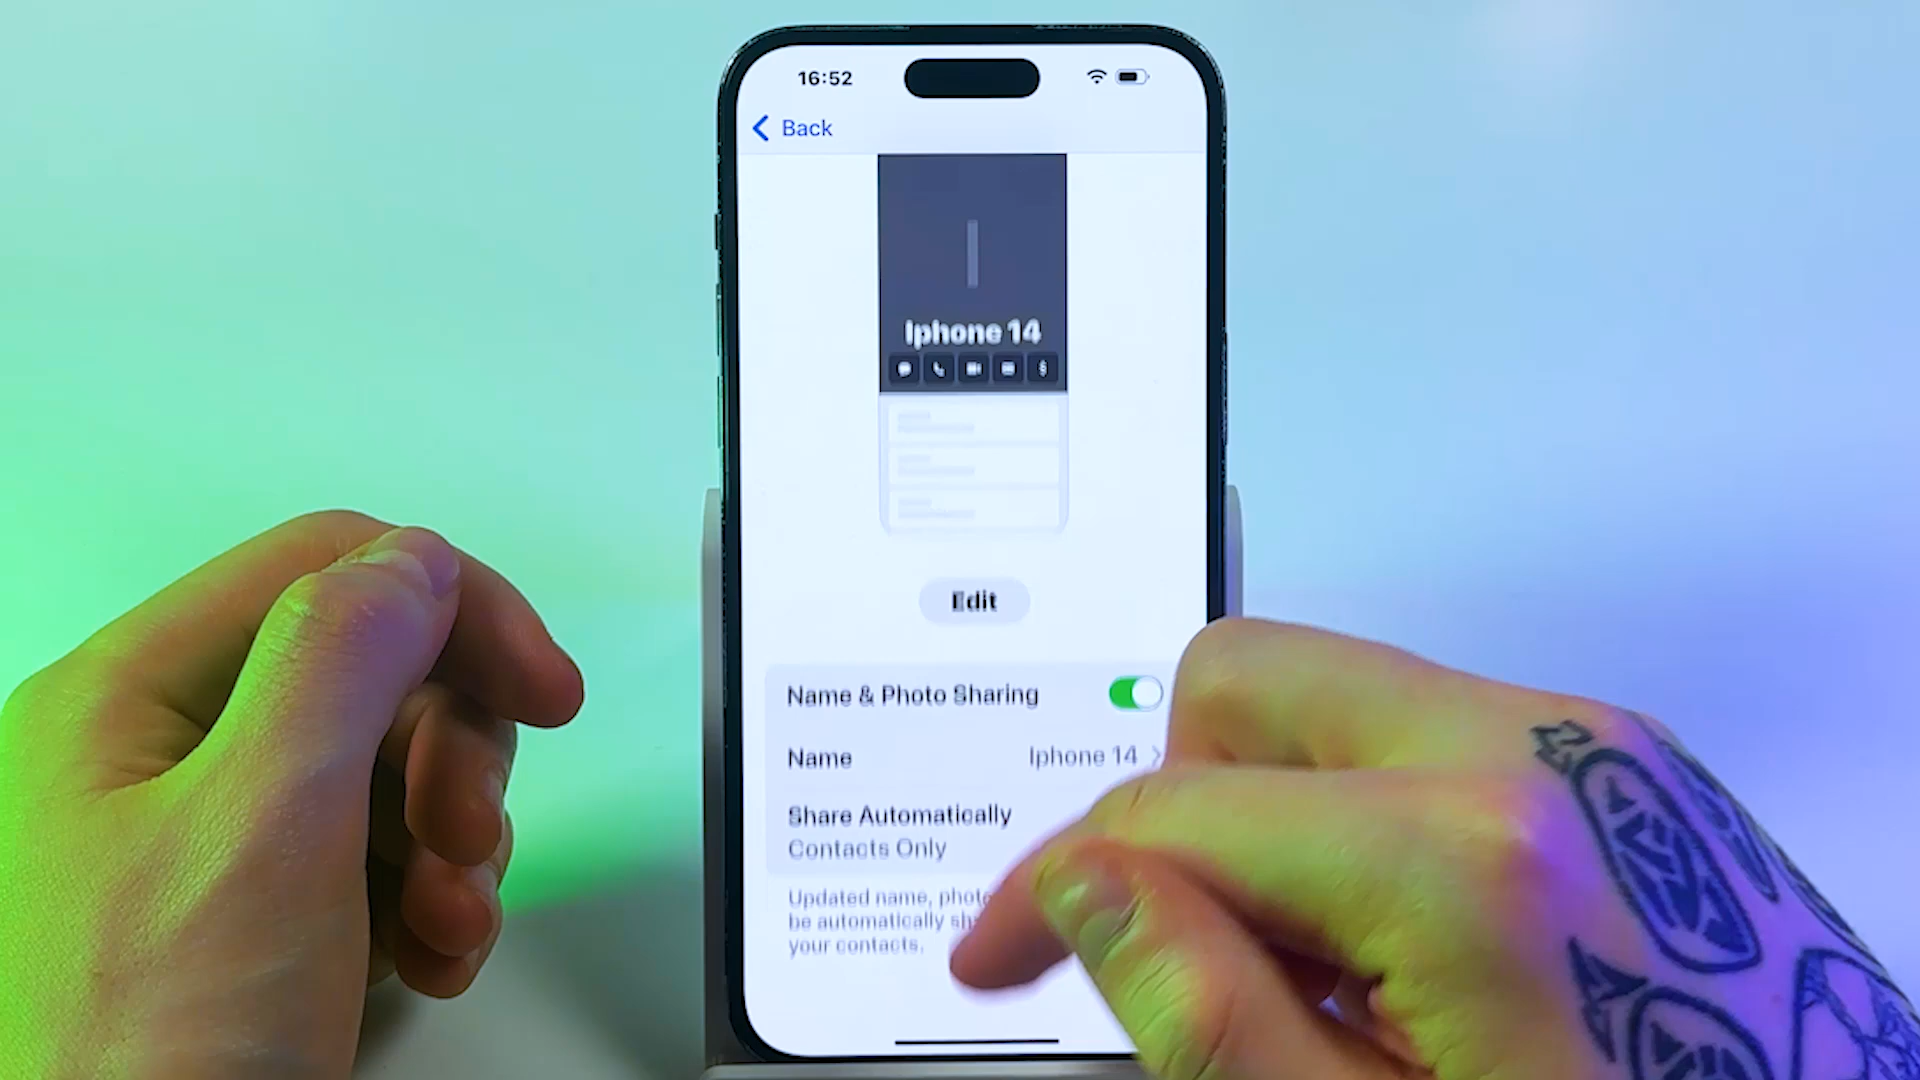 16:52
Back
I
Iphone 14
Edit
Name & Photo Sharing
Name Iphone 14
Share Automatically
Contacts Only
Updated name, photo
be automatically sh
your contacts.